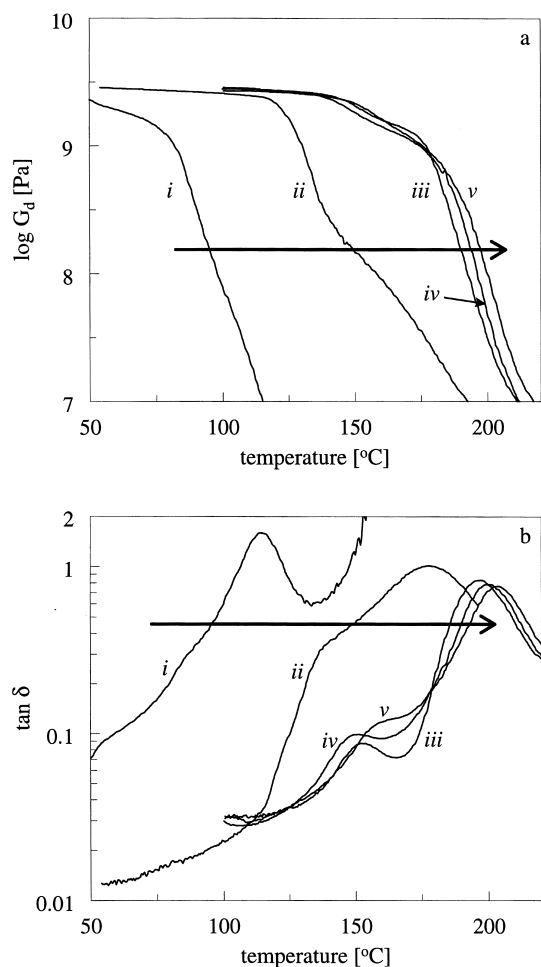 10
a
9
i
ii
iii
v
log G_d [Pa]
8
iv
7
50
100
150
200
temperature [°C]
2
b
1
i
ii
tan δ
iv
v
iii
0.1
0.01
50
100
150
200
temperature [°C]